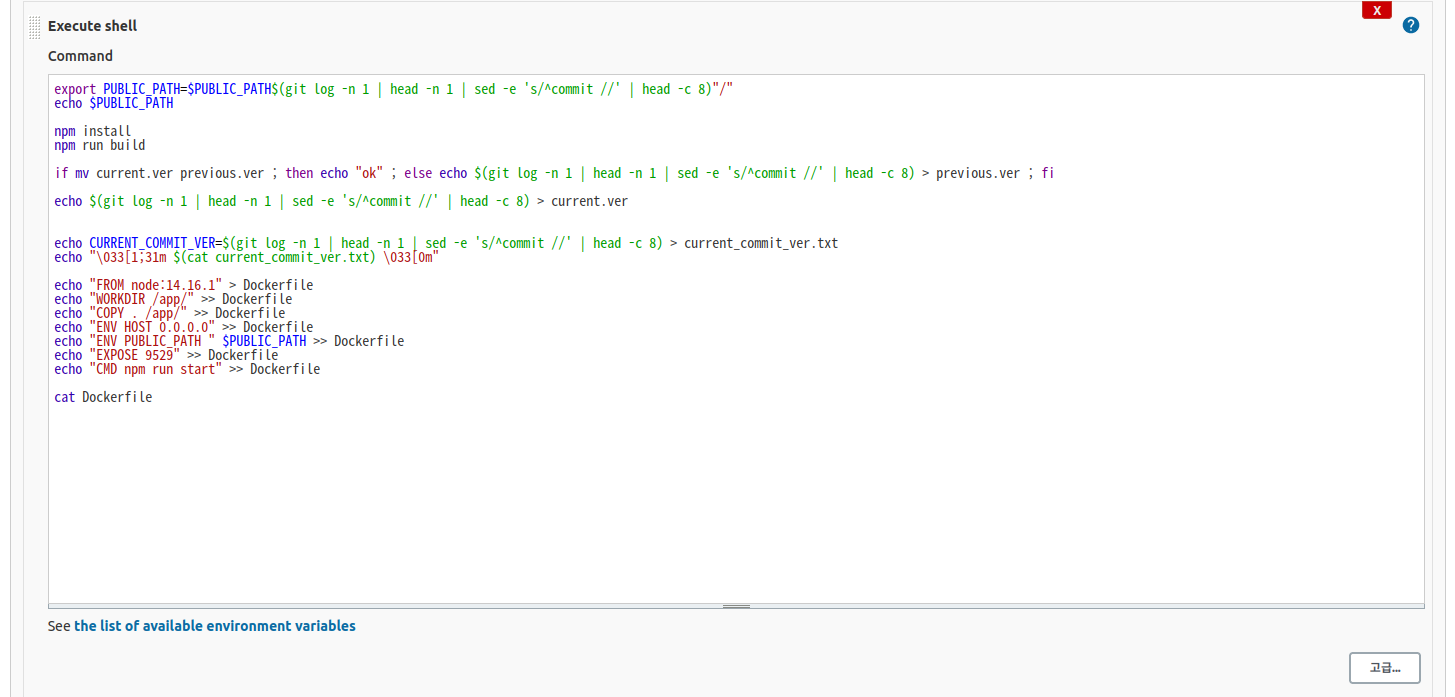 X
Execute shell
?
Command
export PUBLIC_PATH=$PUBLIC_PATH$(git log -n 1 | head -n 1 | sed -e 's/^commit //' | head -c 8)"/"
echo $PUBLIC_PATH
npm install
npm run build
if mv current.ver previous.ver ; then echo "ok" ; else echo $(git log -n 1 | head -n 1 | sed -e 's/^commit //' | head -c 8) > previous.ver ; fi
echo $(git log -n 1 | head -n 1 | sed -e 's/^commit //' | head -c 8) > current.ver
echo CURRENT_COMMIT_VER=$(git log -n 1 | head -n 1 | sed -e 's/^commit //' | head -c 8) > current_commit_ver.txt
echo "\033[1;31m $(cat current_commit_ver.txt) \033[0m"
echo "FROM node:14.16.1" > Dockerfile
echo "WORKDIR /app/" >> Dockerfile
echo "COPY . /app/" >> Dockerfile
echo "ENV HOST 0.0.0.0" >> Dockerfile
echo "ENV PUBLIC_PATH " $PUBLIC_PATH >> Dockerfile
echo "EXPOSE 9529" >> Dockerfile
echo "CMD npm run start" >> Dockerfile
cat Dockerfile
See the list of available environment variables
고급...